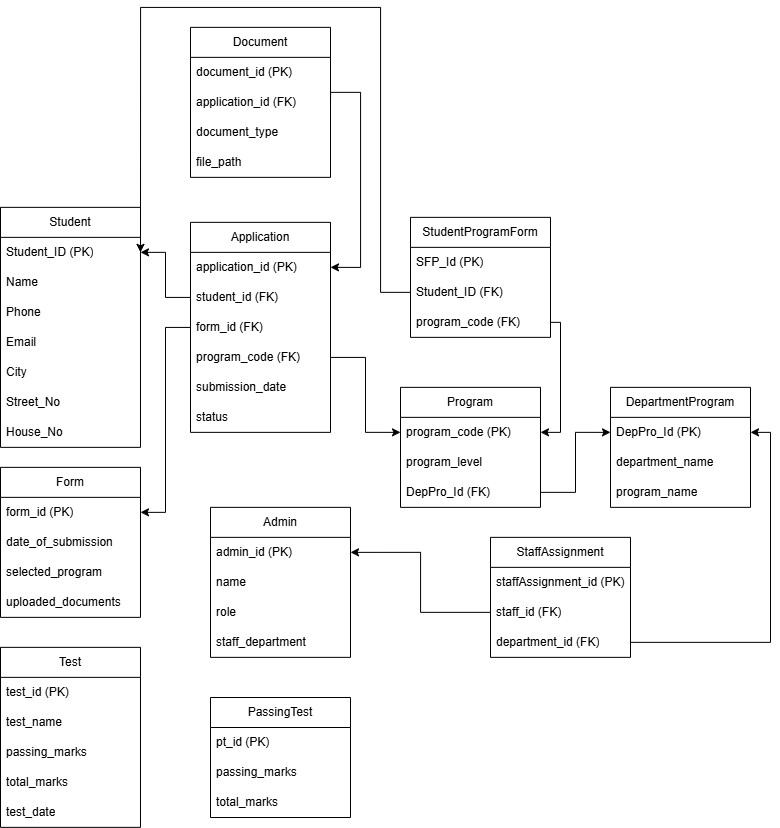 Document
document_id (PK)
application_id (FK)
document_type
file_path
Student
Student_ID (PK)
Name
Phone
Email
City
Street_No
House_No
Application
application_id (PK)
student_id (FK)
form_id (FK)
program_code (FK)
submission_date
status
StudentProgramForm
SFP_Id (PK)
Student_ID (FK)
program_code (FK)
Program
program_code (PK)
program_level
DepPro_Id (FK)
DepartmentProgram
DepPro_Id (PK)
department_name
program_name
Form
form_id (PK)
date_of_submission
selected_program
uploaded_documents
Admin
admin_id (PK)
name
role
staff_department
StaffAssignment
staffAssignment_id (PK)
staff_id (FK)
department_id (FK)
Test
test_id (PK)
test_name
passing_marks
total_marks
test_date
PassingTest
pt_id (PK)
passing_marks
total_marks